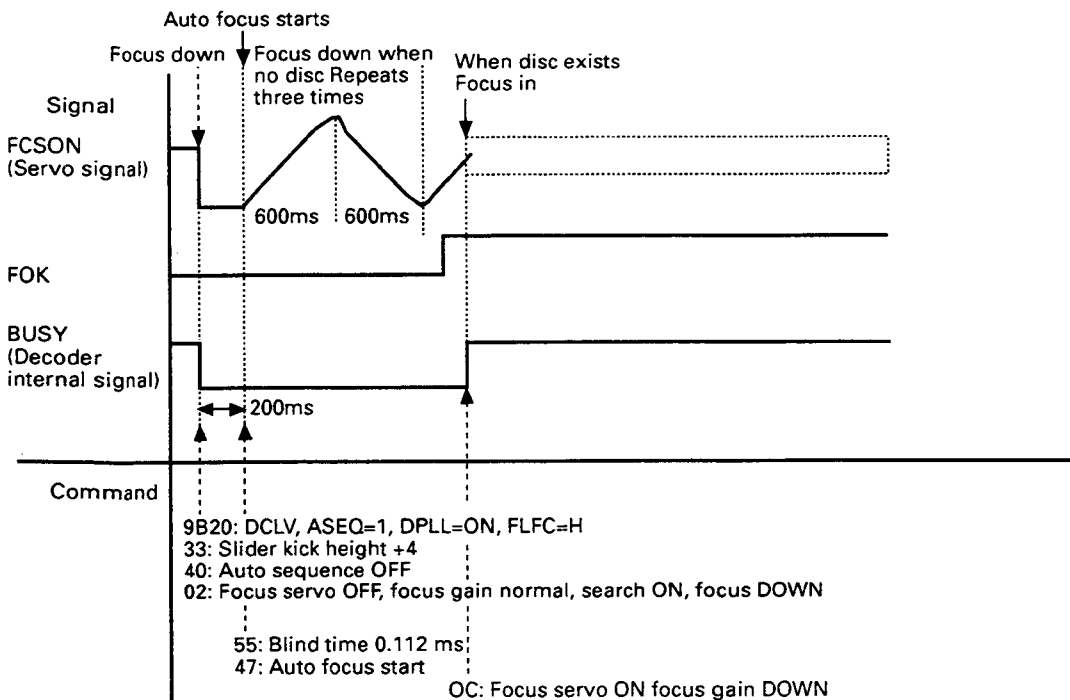 Auto focus starts
Focus down
Focus down when
no disc Repeats
three times
When disc exists
Focus in
Signal
FCSON
(Servo signal)
600ms
600ms
FOK
BUSY
(Decoder
internal signal)
200ms
Command
9B20: DCLV, ASEQ=1, DPLL=ON, FLFC=H
33: Slider kick height +4
40: Auto sequence OFF
02: Focus servo OFF, focus gain normal, search ON, focus DOWN
55: Blind time 0.112 ms
47: Auto focus start
OC: Focus servo ON focus gain DOWN